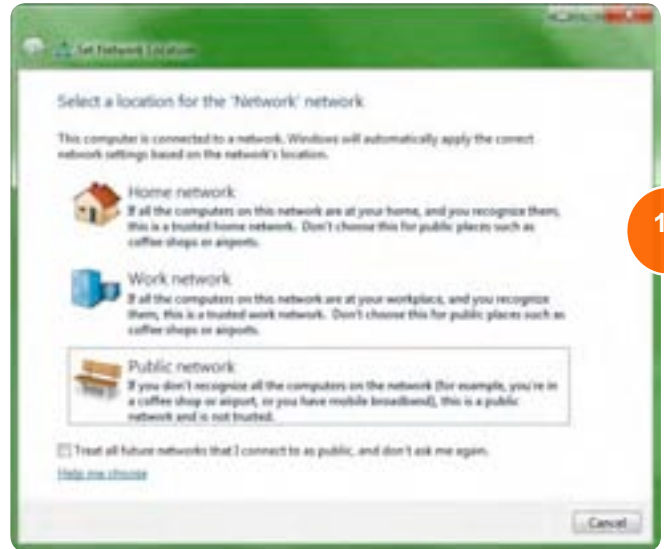 Set Network Location
Select a location for the 'Network' network
This computer is connected to a network. Windows will automatically apply the correct
network settings based on the network's location.
Home network
If all the computers on this network are at your home, and you recognize them,
this is a trusted home network. Don't choose this for public places such as
coffee shops or airports.
1
Work network
If all the computers on this network are at your workplace, and you recognize
them, this is a trusted work network. Don't choose this for public places such as
coffee shops or airports.
Public network
If you don't recognize all the computers on the network (for example, you're in
a coffee shop or airport, or you have mobile broadband), this is a public
network and is not trusted.
Treat all future networks that I connect to as public, and don't ask me again.
Help me choose
Cancel